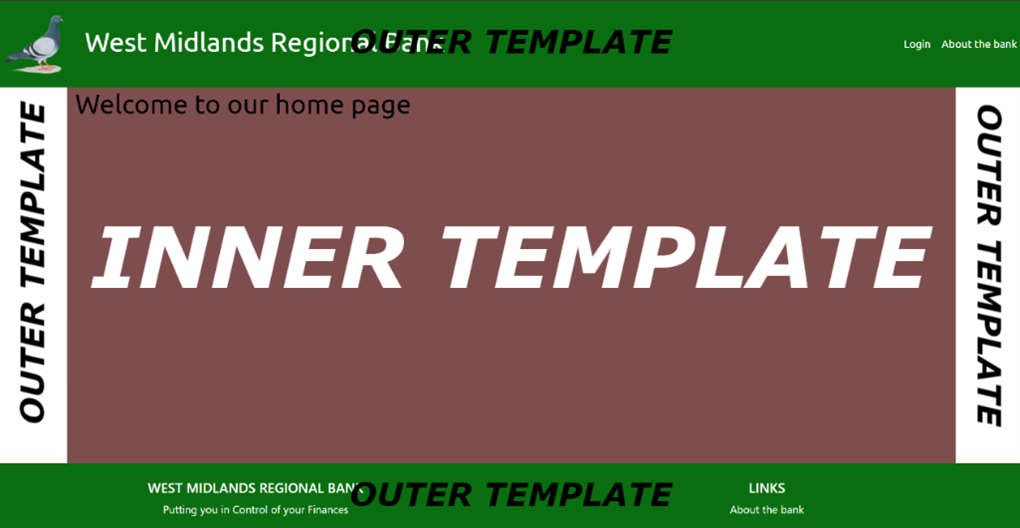 West Midlands Regional Bank
OUTER TEMPLATE
Login About the bank
OUTER TEMPLATE
Welcome to our home page
INNER TEMPLATE
OUTER TEMPLATE
WEST MIDLANDS REGIONAL BANK
Putting you in Control of your Finances
OUTER TEMPLATE
LINKS
About the bank